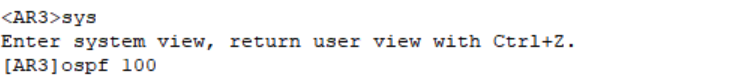 <AR3>sys
Enter system view, return user view with Ctrl+Z.
[AR3]ospf 100